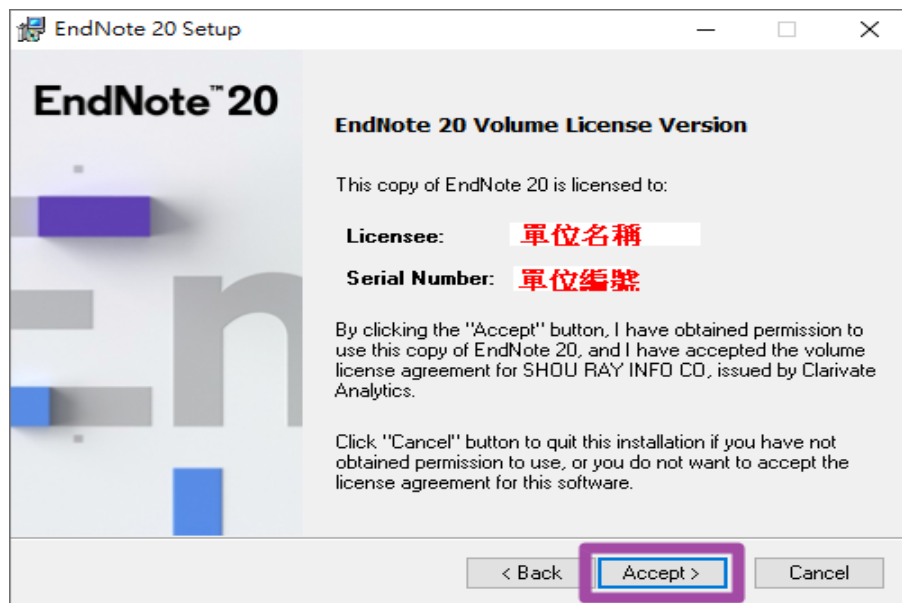 EndNote 20 Setup
EndNote™20
EndNote 20 Volume License Version
This copy of EndNote 20 is licensed to:
Licensee: 單位名稱
Serial Number: 單位編號
By clicking the "Accept" button, I have obtained permission to
use this copy of EndNote 20, and I have accepted the volume
license agreement for SHOU RAY INFO CO, issued by Clarivate
Analytics.
Click "Cancel" button to quit this installation if you have not
obtained permission to use, or you do not want to accept the
license agreement for this software.
< Back
Accept >
Cancel